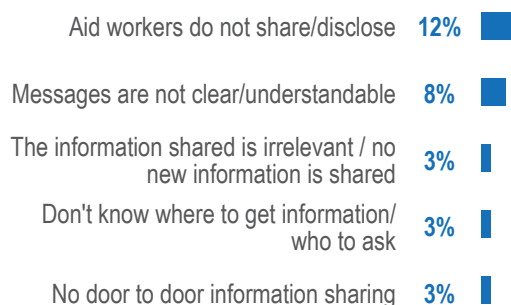 Aid workers do not share/disclose 12%
Messages are not clear/understandable 8%
The information shared is irrelevant / no
new information is shared 3%
Don't know where to get information/
who to ask 3%
No door to door information sharing 3%